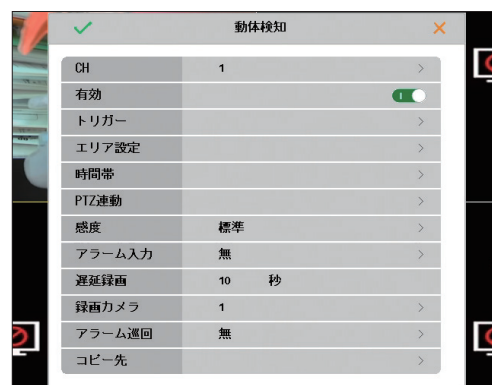 動体検知
CH 1
有効
トリガー
エリア設定
時間帯
PTZ連動
感度 標準
アラーム入力 無
遅延録画 10 秒
録画カメラ 1
アラーム巡回 無
コピー先